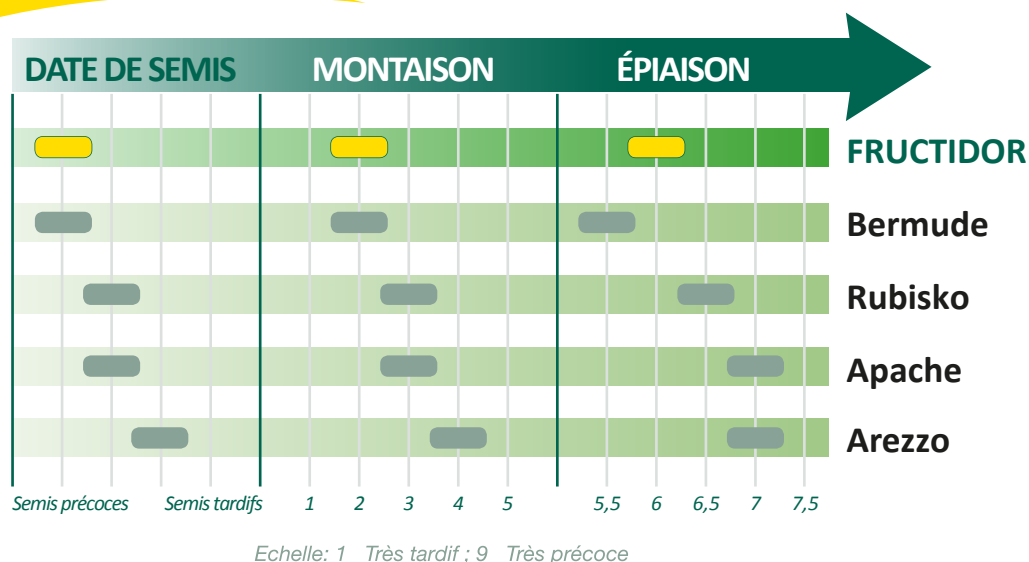 DATE DE SEMIS MONTAISON ÉPIAISON
FRUCTIDOR
Bermude
Rubisko
Apache
Arezzo
Semis précoces Semis tardifs 1 2 3 4 5 5,5 6 6,5 7 7,5
Echelle: 1 Très tardif ; 9 Très précoce